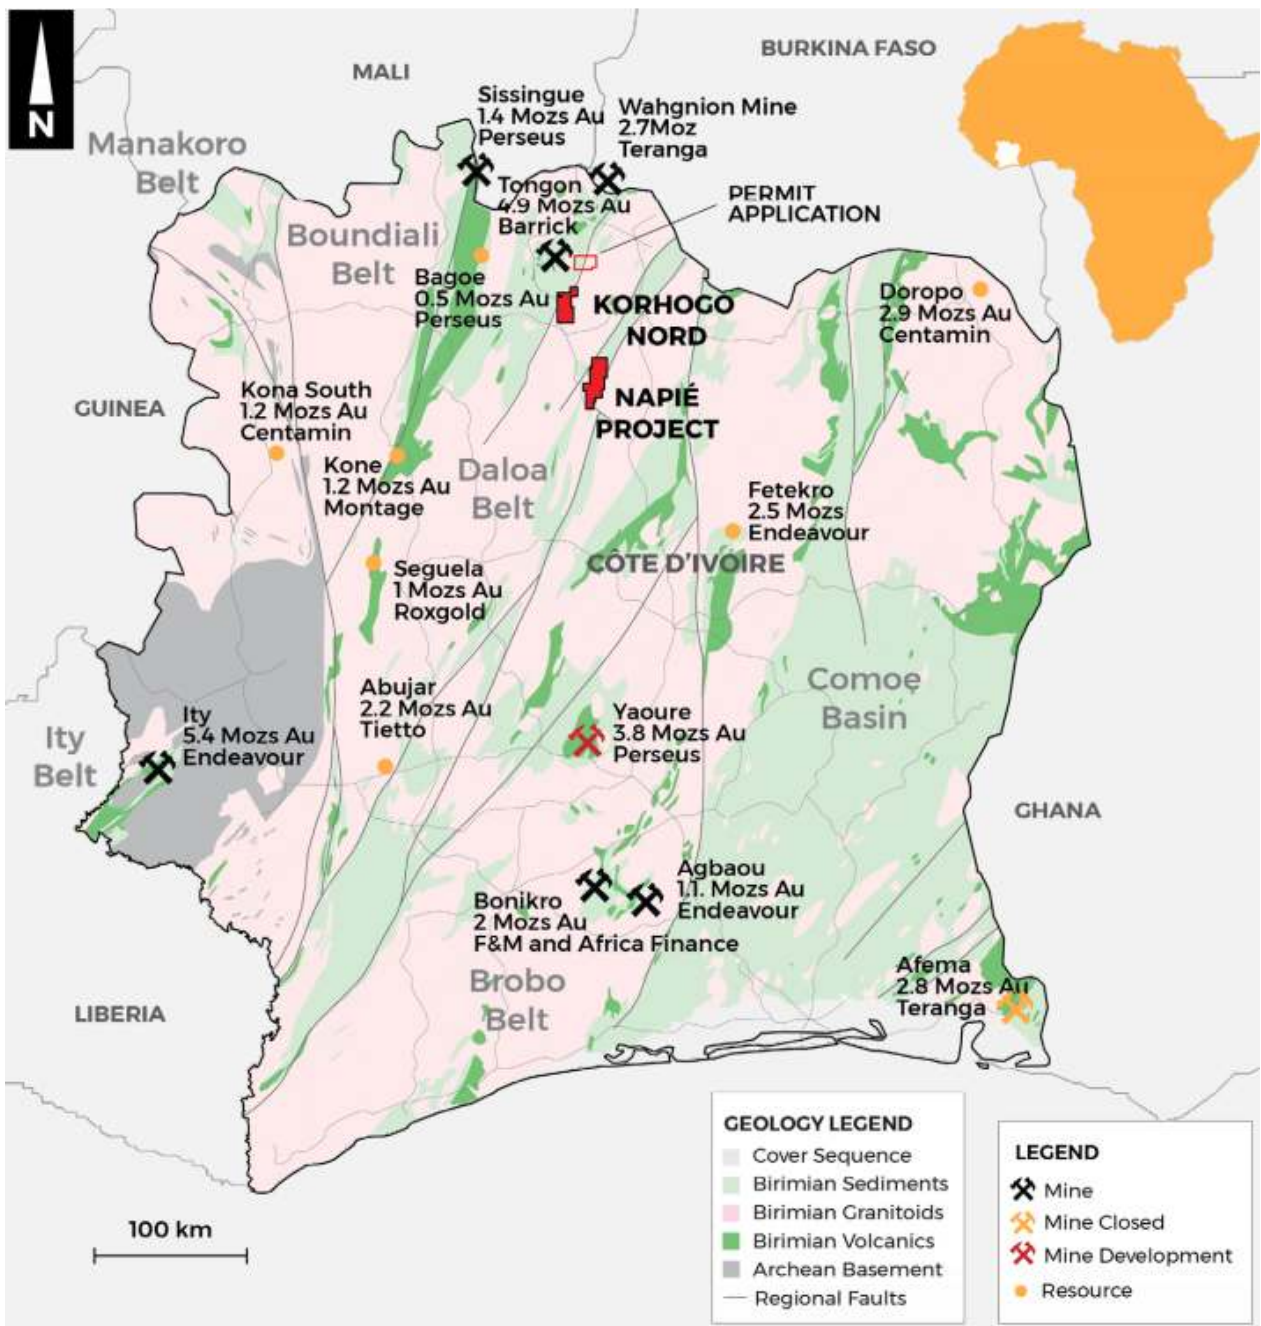 N
MALI
BURKINA FASO
Manakoro
Belt
Sissingue
1.4 Mozs Au
Perseus
Wahgnion Mine
2.7Moz
Teranga
Tongon
4.9 Mozs Au
Barrick
PERMIT
APPLICATION
Boundiali
Belt
Bagoe
0.5 Mozs Au
Perseus
KORHOGO
NORD
Doropo
2.9 Mozs Au
Centamin
GUINEA
Kona South
1.2 Mozs Au
Centamin
NAPIÉ
PROJECT
Kone
1.2 Mozs Au
Montage
Daloa
Belt
Fetekro
2.5 Mozs
Endeavour
CÔTE D'IVOIRE
Seguela
1 Mozs Au
Roxgold
Comoe
Basin
Abujar
2.2 Mozs Au
Tietto
Ity
5.4 Mozs Au
Endeavour
Ity
Belt
Yaoure
3.8 Mozs Au
Perseus
GHANA
Agbaou
1.1. Mozs Au
Endeavour
Bonikro
2 Mozs Au
F&M and Africa Finance
Afema
2.8 Mozs Au
Teranga
Brobo
Belt
LIBERIA
100 km
GEOLOGY LEGEND
Cover Sequence
Birimian Sediments
Birimian Granitoids
Birimian Volcanics
Archean Basement
Regional Faults
LEGEND
Mine
Mine Closed
Mine Development
Resource